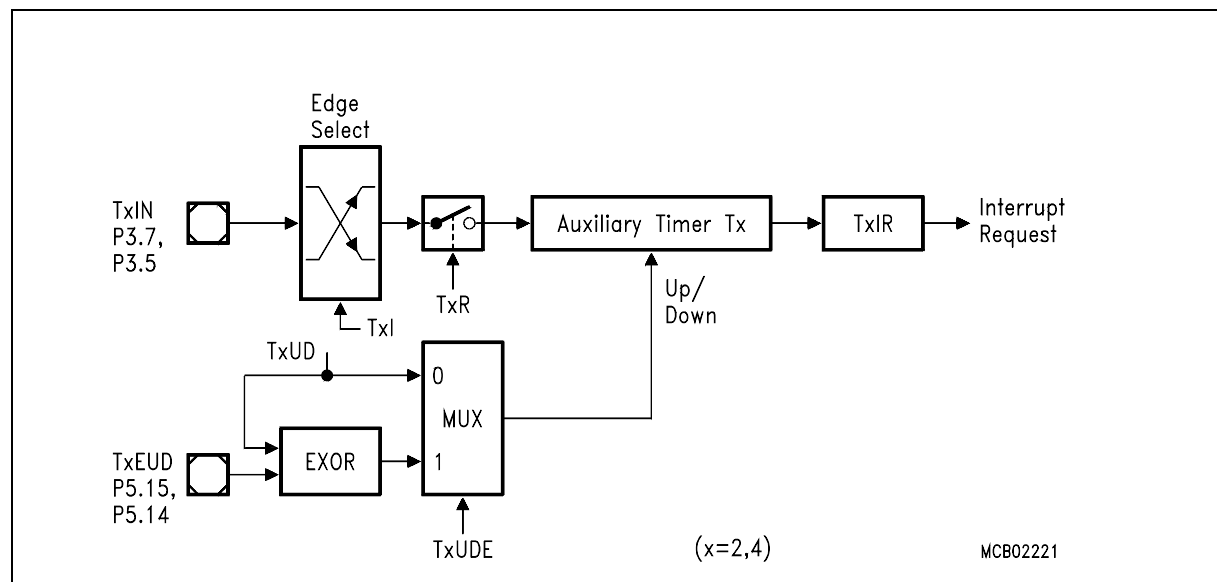 Edge
Select
TxIN
P3.7,
P3.5
Auxiliary Timer Tx
TxIR
Interrupt
Request
TxR
Up/
Down
TxI
TxUD
0
MUX
1
EXOR
TxEUD
P5.15,
P5.14
TxUDE
(x=2,4)
MCB02221